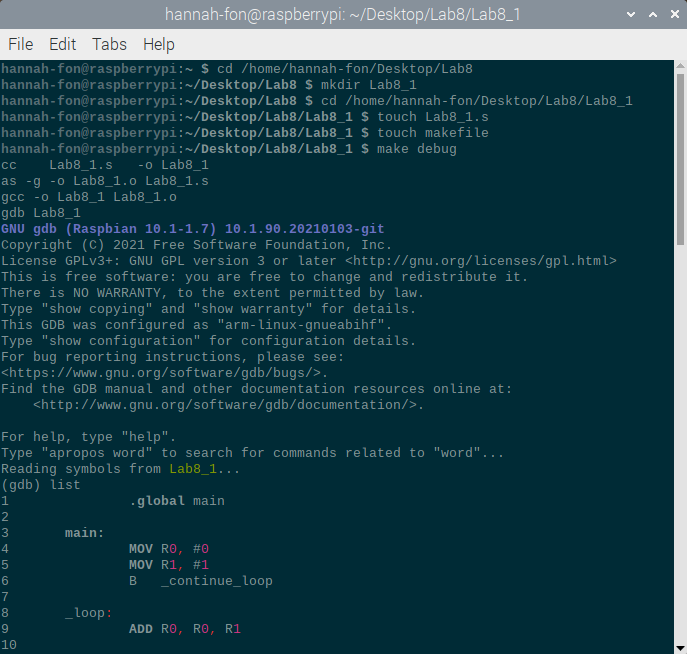 hannah-fon@raspberrypi: ~/Desktop/Lab8/Lab8_1
File Edit Tabs Help
hannah-fon@raspberrypi:~ $ cd /home/hannah-fon/Desktop/Lab8
hannah-fon@raspberrypi:~/Desktop/Lab8 $ mkdir Lab8_1
hannah-fon@raspberrypi:~/Desktop/Lab8 $ cd /home/hannah-fon/Desktop/Lab8/Lab8_1
hannah-fon@raspberrypi:~/Desktop/Lab8/Lab8_1 $ touch Lab8_1.s
hannah-fon@raspberrypi:~/Desktop/Lab8/Lab8_1 $ touch makefile
hannah-fon@raspberrypi:~/Desktop/Lab8/Lab8_1 $ make debug
cc    Lab8_1.s   -o Lab8_1
as -g -o Lab8_1.o Lab8_1.s
gcc -o Lab8_1 Lab8_1.o
gdb Lab8_1
GNU gdb (Raspbian 10.1-1.7) 10.1.90.20210103-git
Copyright (C) 2021 Free Software Foundation, Inc.
License GPLv3+: GNU GPL version 3 or later <http://gnu.org/licenses/gpl.html>
This is free software: you are free to change and redistribute it.
There is NO WARRANTY, to the extent permitted by law.
Type "show copying" and "show warranty" for details.
This GDB was configured as "arm-linux-gnueabihf".
Type "show configuration" for configuration details.
For bug reporting instructions, please see:
<https://www.gnu.org/software/gdb/bugs/>.
Find the GDB manual and other documentation resources online at:
    <http://www.gnu.org/software/gdb/documentation/>.
For help, type "help".
Type "apropos word" to search for commands related to "word"...
Reading symbols from Lab8_1...
(gdb) list
1               .global main
2
3       main:
4               MOV R0, #0
5               MOV R1, #1
6               B   _continue_loop
7
8       _loop:
9               ADD R0, R0, R1
10